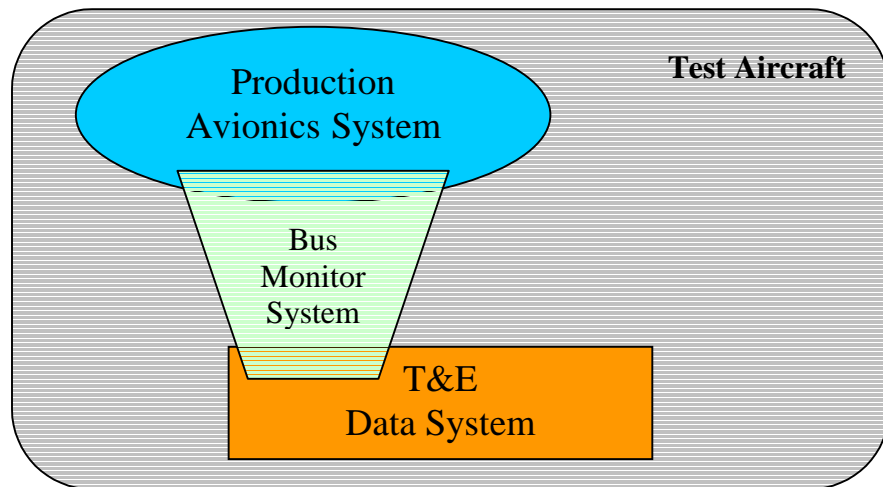 Production
Avionics System
Test Aircraft
Bus
Monitor
System
T&E
Data System